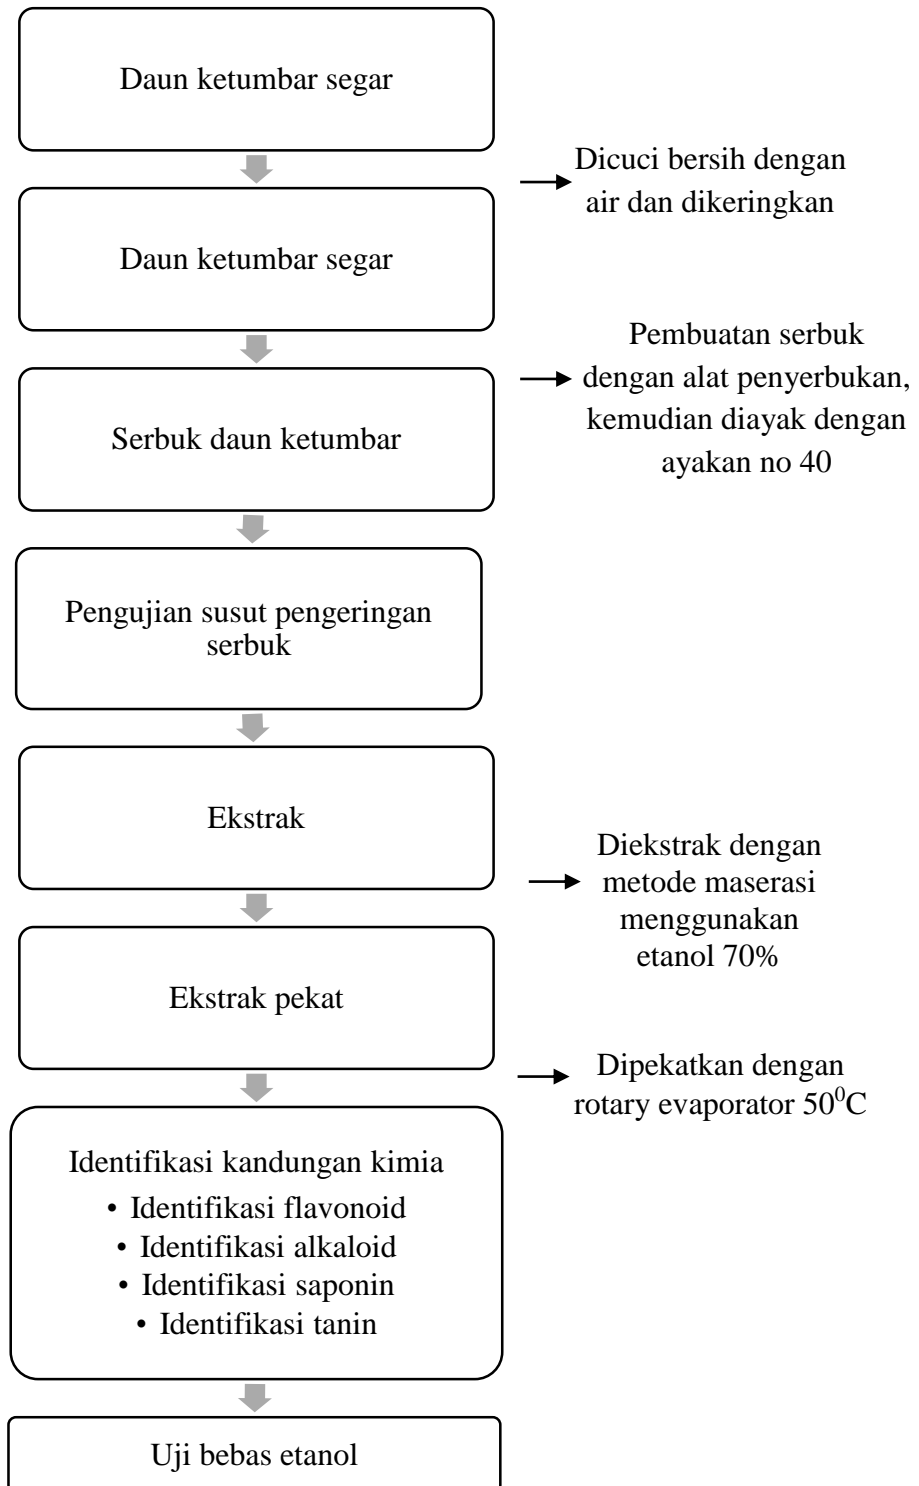 Daun ketumbar segar
Dicuci bersih dengan
air dan dikeringkan
Daun ketumbar segar
Pembuatan serbuk
dengan alat penyerbukan,
kemudian diayak dengan
ayakan no 40
Serbuk daun ketumbar
Pengujian susut pengeringan
serbuk
Ekstrak
Diekstrak dengan
metode maserasi
menggunakan
etanol 70%
Ekstrak pekat
Dipekatkan dengan
rotary evaporator 50⁰C
Identifikasi kandungan kimia
• Identifikasi flavonoid
• Identifikasi alkaloid
• Identifikasi saponin
• Identifikasi tanin
Uji bebas etanol